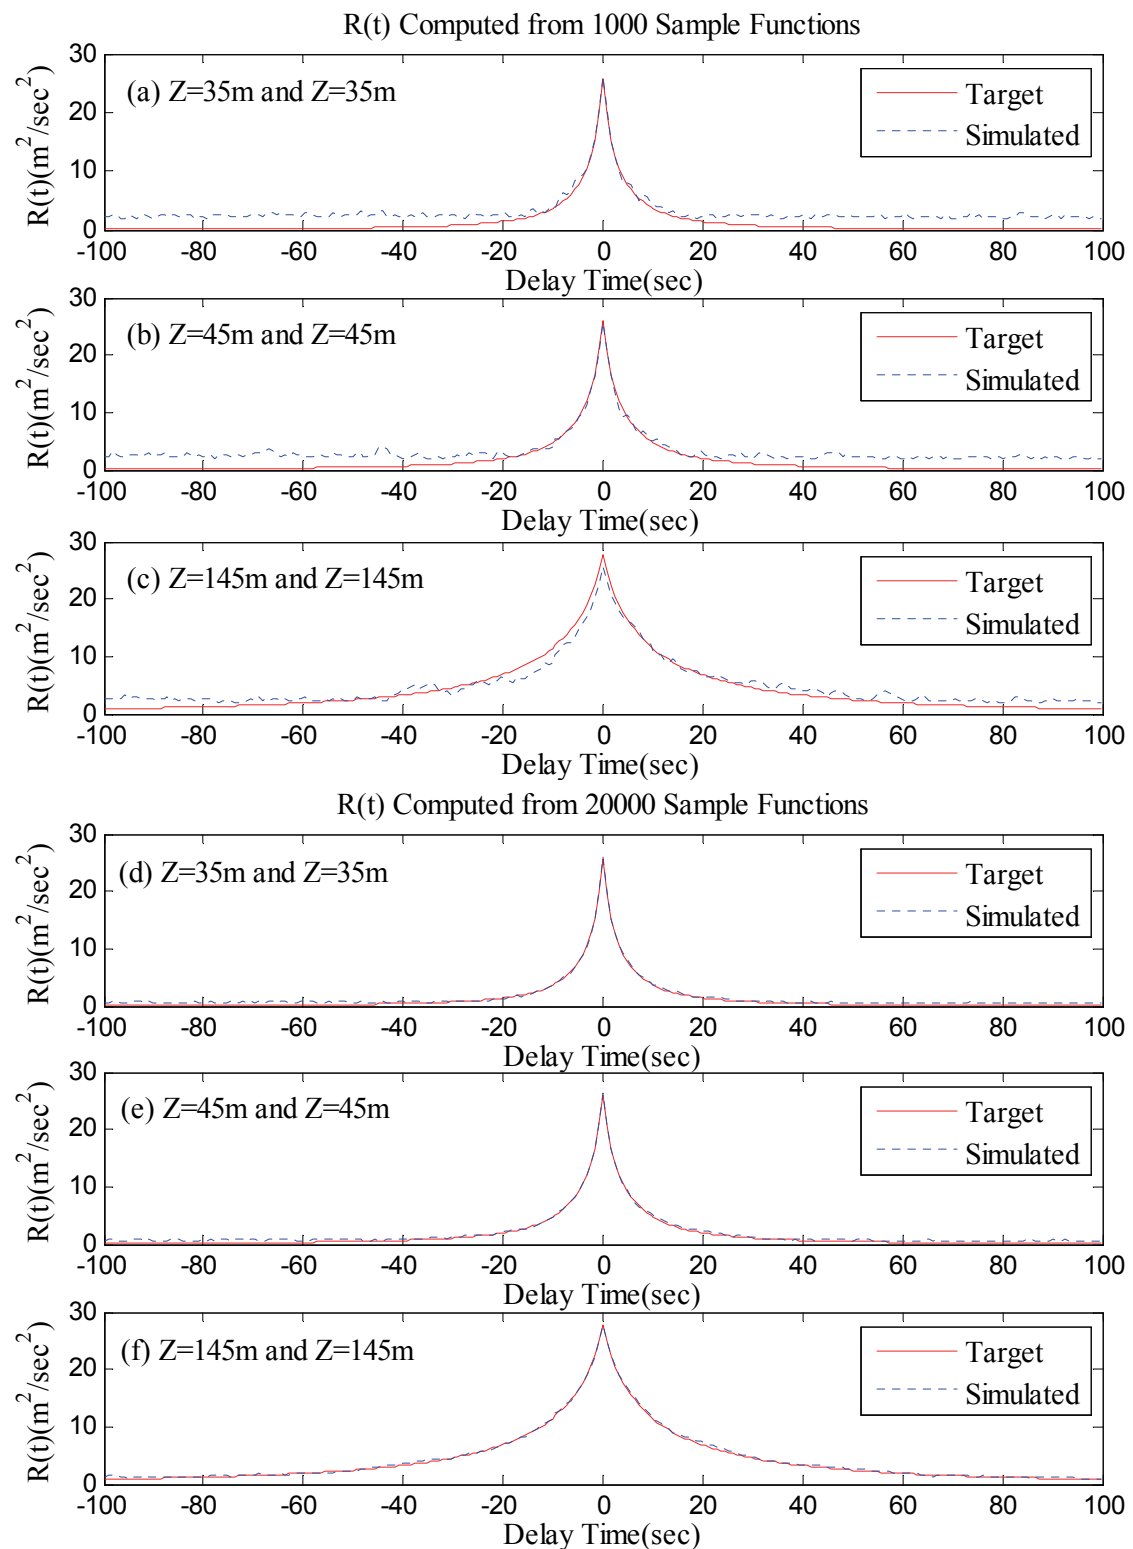 R(t) Computed from 1000 Sample Functions
R(t)(m²/sec²)
30
20
10
0
(a) Z=35m and Z=35m
Target
Simulated
-100 -80 -60 -40 -20 0 20 40 60 80 100
Delay Time(sec)
R(t)(m²/sec²)
30
20
10
0
(b) Z=45m and Z=45m
Target
Simulated
-100 -80 -60 -40 -20 0 20 40 60 80 100
Delay Time(sec)
R(t)(m²/sec²)
30
20
10
0
(c) Z=145m and Z=145m
Target
Simulated
-100 -80 -60 -40 -20 0 20 40 60 80 100
Delay Time(sec)
R(t) Computed from 20000 Sample Functions
R(t)(m²/sec²)
30
20
10
0
(d) Z=35m and Z=35m
Target
Simulated
-100 -80 -60 -40 -20 0 20 40 60 80 100
Delay Time(sec)
R(t)(m²/sec²)
30
20
10
0
(e) Z=45m and Z=45m
Target
Simulated
-100 -80 -60 -40 -20 0 20 40 60 80 100
Delay Time(sec)
R(t)(m²/sec²)
30
20
10
0
(f) Z=145m and Z=145m
Target
Simulated
-100 -80 -60 -40 -20 0 20 40 60 80 100
Delay Time(sec)